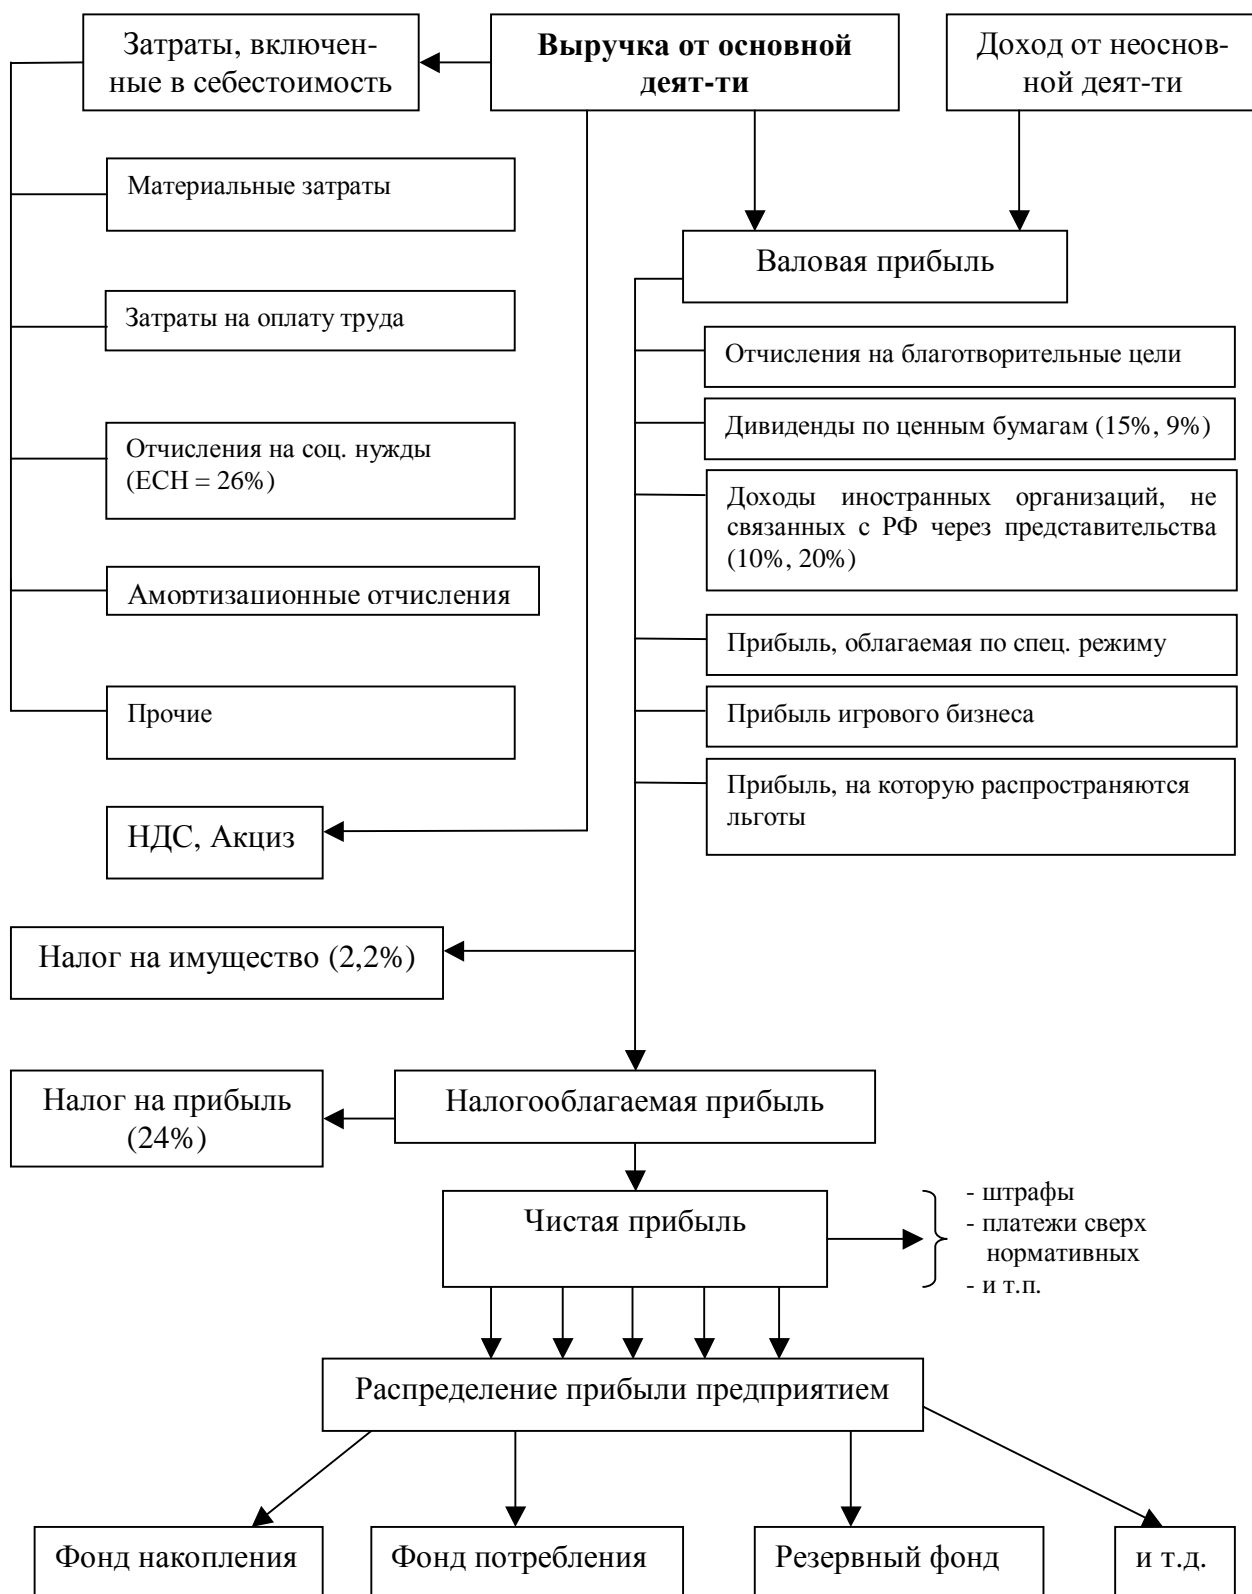 Затраты, включен-
ные в себестоимость
Выручка от основной
деят-ти
Доход от неоснов-
ной деят-ти
Материальные затраты
Валовая прибыль
Затраты на оплату труда
Отчисления на благотворительные цели
Дивиденды по ценным бумагам (15%, 9%)
Отчисления на соц. нужды
(ЕСН = 26%)
Доходы иностранных организаций, не
связанных с РФ через представительства
(10%, 20%)
Амортизационные отчисления
Прибыль, облагаемая по спец. режиму
Прочие
Прибыль игрового бизнеса
Прибыль, на которую распространяются
льготы
НДС, Акциз
Налог на имущество (2,2%)
Налог на прибыль
(24%)
Налогооблагаемая прибыль
Чистая прибыль
- штрафы
- платежи сверх
нормативных
- и т.п.
Распределение прибыли предприятием
Фонд накопления
Фонд потребления
Резервный фонд
и т.д.